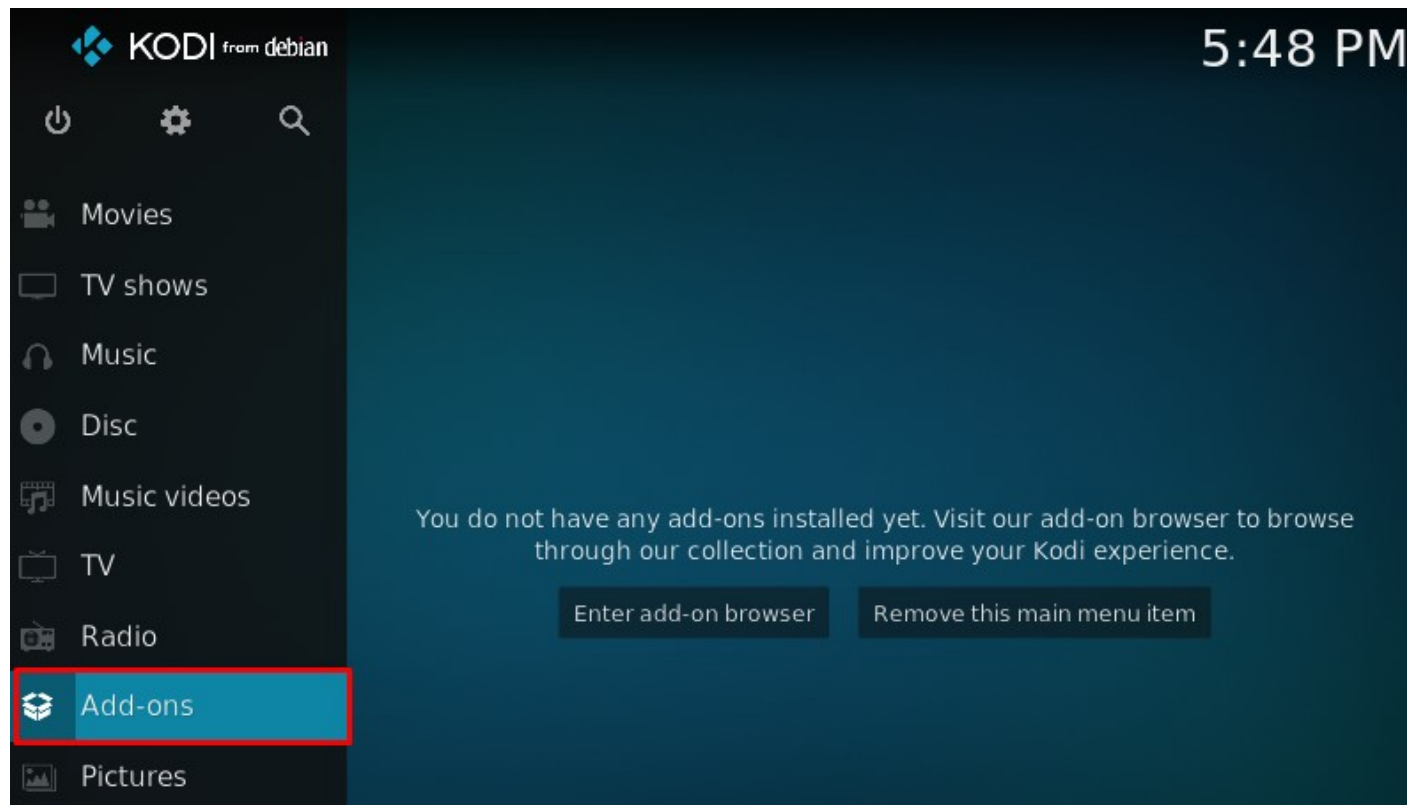 KODI from debian
5:48 PM
Movies
TV shows
Music
Disc
Music videos
TV
Radio
Add-ons
Pictures
You do not have any add-ons installed yet. Visit our add-on browser to browse
through our collection and improve your Kodi experience.
Enter add-on browser
Remove this main menu item